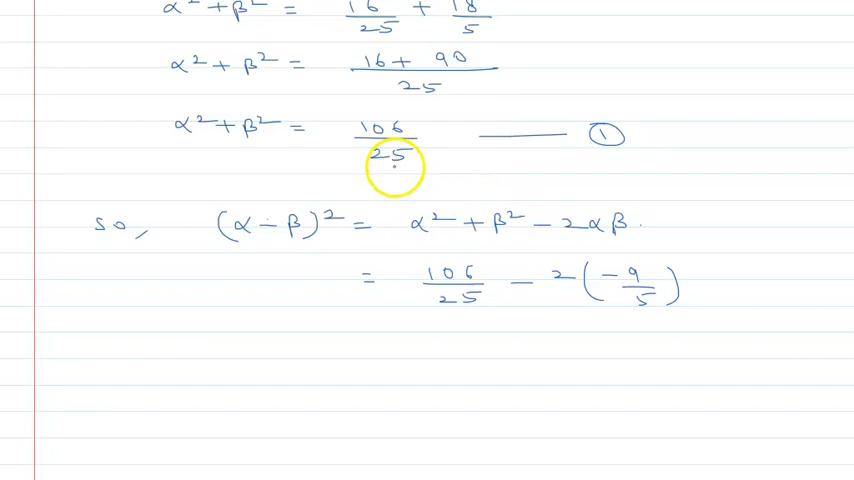 α² + β² = 16/25 + 18/5
α² + β² = (16 + 90)/25
α² + β² = 106/25 ——— ①
so, (α - β)² = α² + β² - 2αβ.
= 106/25 - 2(-9/5)